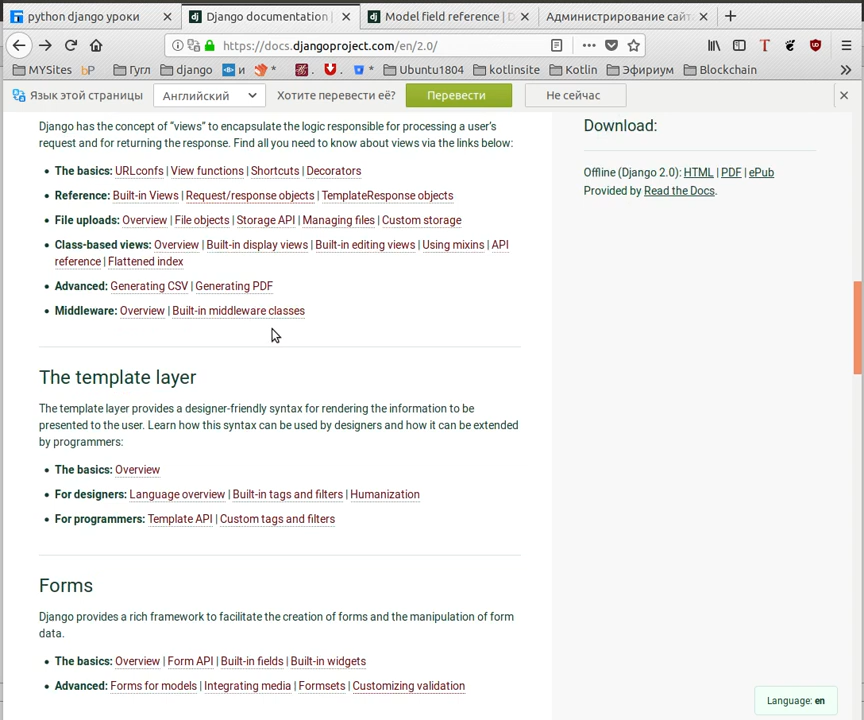 python django уроки
Django documentation
Model field reference | D
Администрирование сайт
https://docs.djangoproject.com/en/2.0/
MYSites
bP
Гугл
django
и
Ubuntu1804
kotlinsite
Kotlin
Эфириум
Blockchain
Язык этой страницы
Английский
Хотите перевести её?
Перевести
Не сейчас
Django has the concept of “views” to encapsulate the logic responsible for processing a user’s
request and for returning the response. Find all you need to know about views via the links below:
• The basics: URLconfs | View functions | Shortcuts | Decorators
• Reference: Built-in Views | Request/response objects | TemplateResponse objects
• File uploads: Overview | File objects | Storage API | Managing files | Custom storage
• Class-based views: Overview | Built-in display views | Built-in editing views | Using mixins | API
reference | Flattened index
• Advanced: Generating CSV | Generating PDF
• Middleware: Overview | Built-in middleware classes
The template layer
The template layer provides a designer-friendly syntax for rendering the information to be
presented to the user. Learn how this syntax can be used by designers and how it can be extended
by programmers:
• The basics: Overview
• For designers: Language overview | Built-in tags and filters | Humanization
• For programmers: Template API | Custom tags and filters
Forms
Django provides a rich framework to facilitate the creation of forms and the manipulation of form
data.
• The basics: Overview | Form API | Built-in fields | Built-in widgets
• Advanced: Forms for models | Integrating media | Formsets | Customizing validation
Download:
Offline (Django 2.0): HTML | PDF | ePub
Provided by Read the Docs.
Language: en